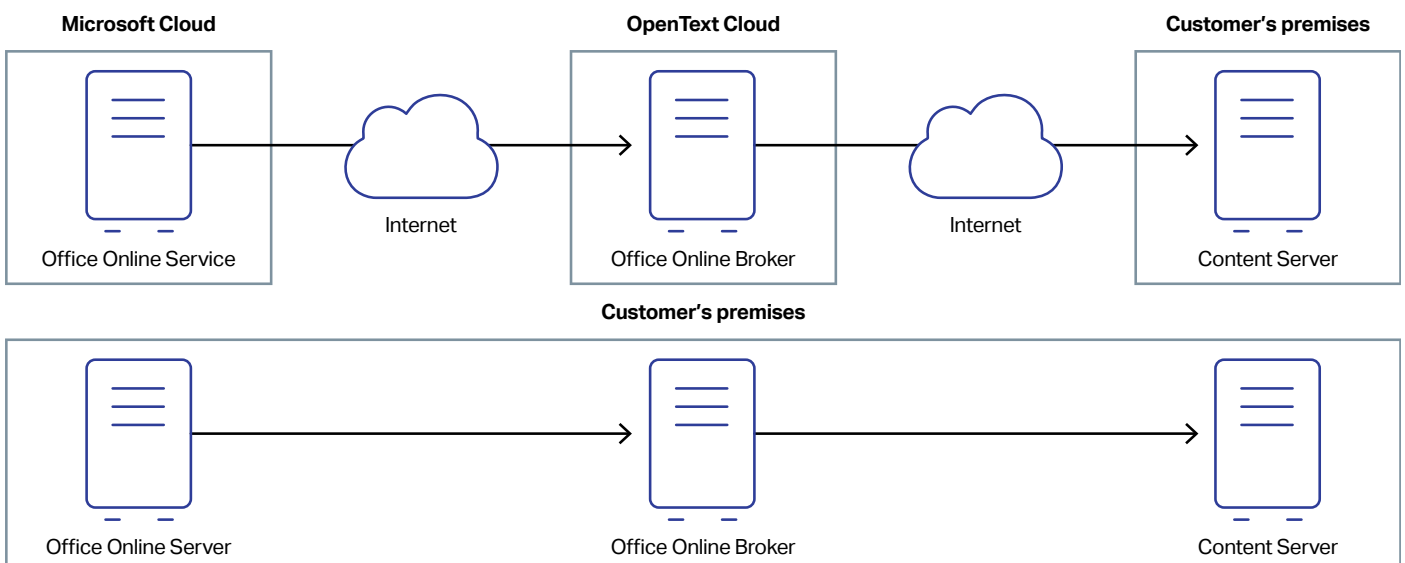 Microsoft Cloud
OpenText Cloud
Customer’s premises
Internet
Internet
Office Online Service
Office Online Broker
Content Server
Customer’s premises
Office Online Server
Office Online Broker
Content Server